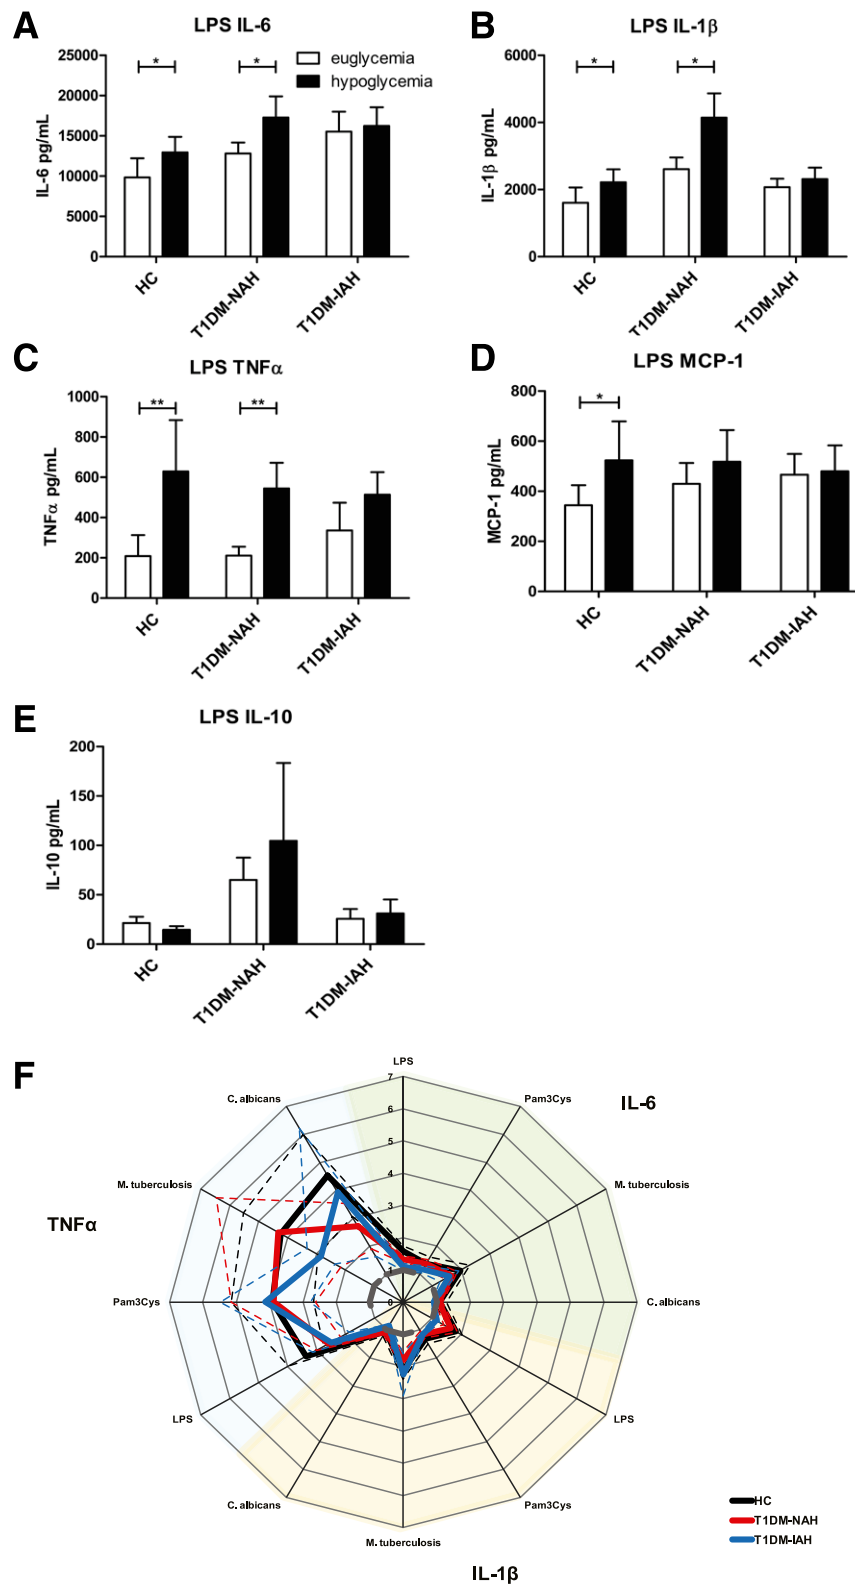 A
LPS IL-6
25000
20000
15000
10000
5000
0
IL-6 pg/mL
* *
euglycemia
hypoglycemia
HC
T1DM-NAH
T1DM-IAH
B
LPS IL-1β
6000
4000
2000
0
IL-1β pg/mL
* *
HC
T1DM-NAH
T1DM-IAH
C
LPS TNFα
1000
800
600
400
200
0
TNFα pg/mL
** **
HC
T1DM-NAH
T1DM-IAH
D
LPS MCP-1
800
600
400
200
0
MCP-1 pg/mL
*
HC
T1DM-NAH
T1DM-IAH
E
LPS IL-10
200
150
100
50
0
IL-10 pg/mL
HC
T1DM-NAH
T1DM-IAH
F
LPS
Pam3Cys
IL-6
M. tuberculosis
C. albicans
LPS
Pam3Cys
M. tuberculosis
IL-1β
C. albicans
LPS
Pam3Cys
TNFα
M. tuberculosis
C. albicans
7
6
5
4
3
1
0
HC
T1DM-NAH
T1DM-IAH